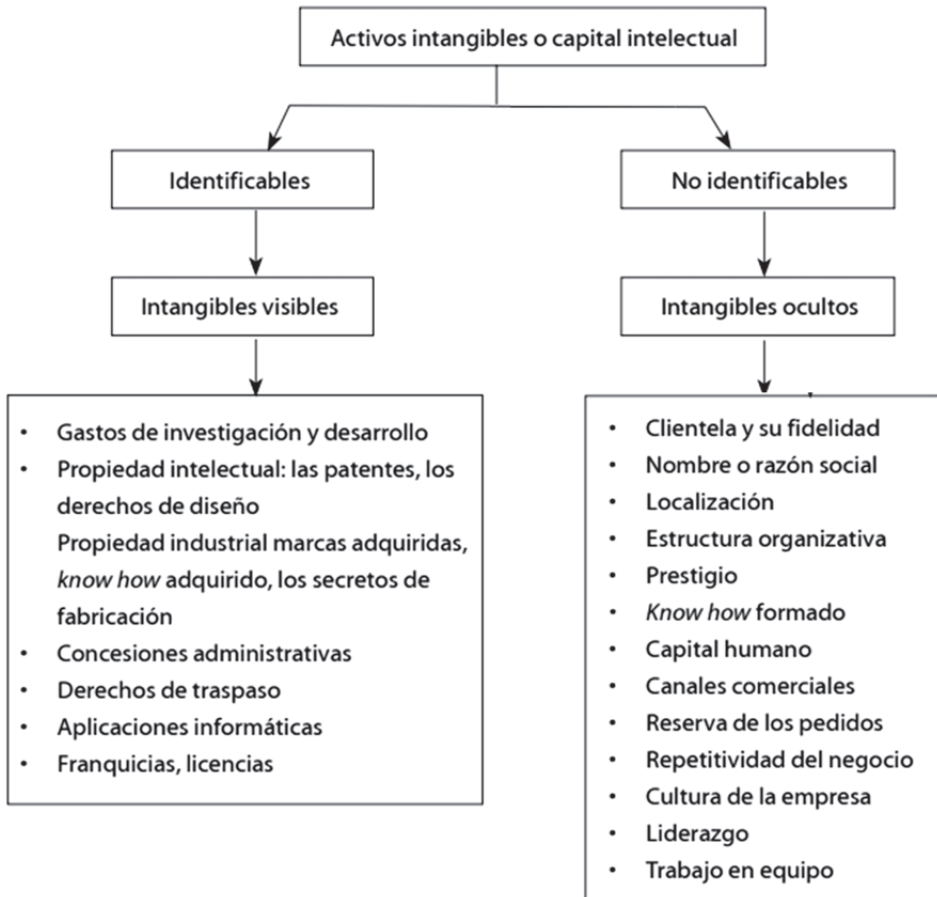 Activos intangibles o capital intelectual
Identificables
No identificables
Intangibles visibles
Intangibles ocultos
• Gastos de investigación y desarrollo
• Propiedad intelectual: las patentes, los
derechos de diseño
Propiedad industrial marcas adquiridas,
know how adquirido, los secretos de
fabricación
• Concesiones administrativas
• Derechos de traspaso
• Aplicaciones informáticas
• Franquicias, licencias
• Clientela y su fidelidad
• Nombre o razón social
• Localización
• Estructura organizativa
• Prestigio
• Know how formado
• Capital humano
• Canales comerciales
• Reserva de los pedidos
• Repetitividad del negocio
• Cultura de la empresa
• Liderazgo
• Trabajo en equipo